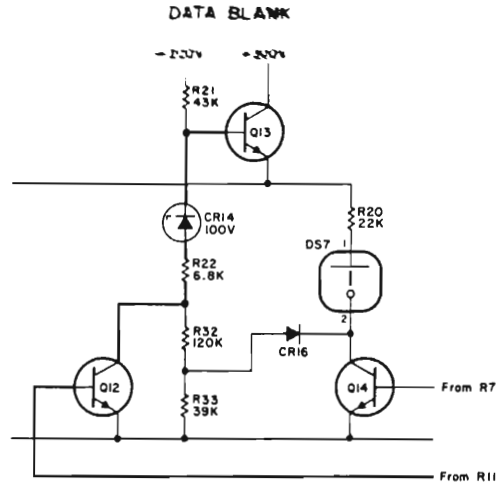 DATA BLANK
R21
43K
Q13
CR14
100V
R20
22K
DS7
1
R22
6.8K
2
R32
120K
CR16
Q12
Q14
R33
39K
From R7
From R11